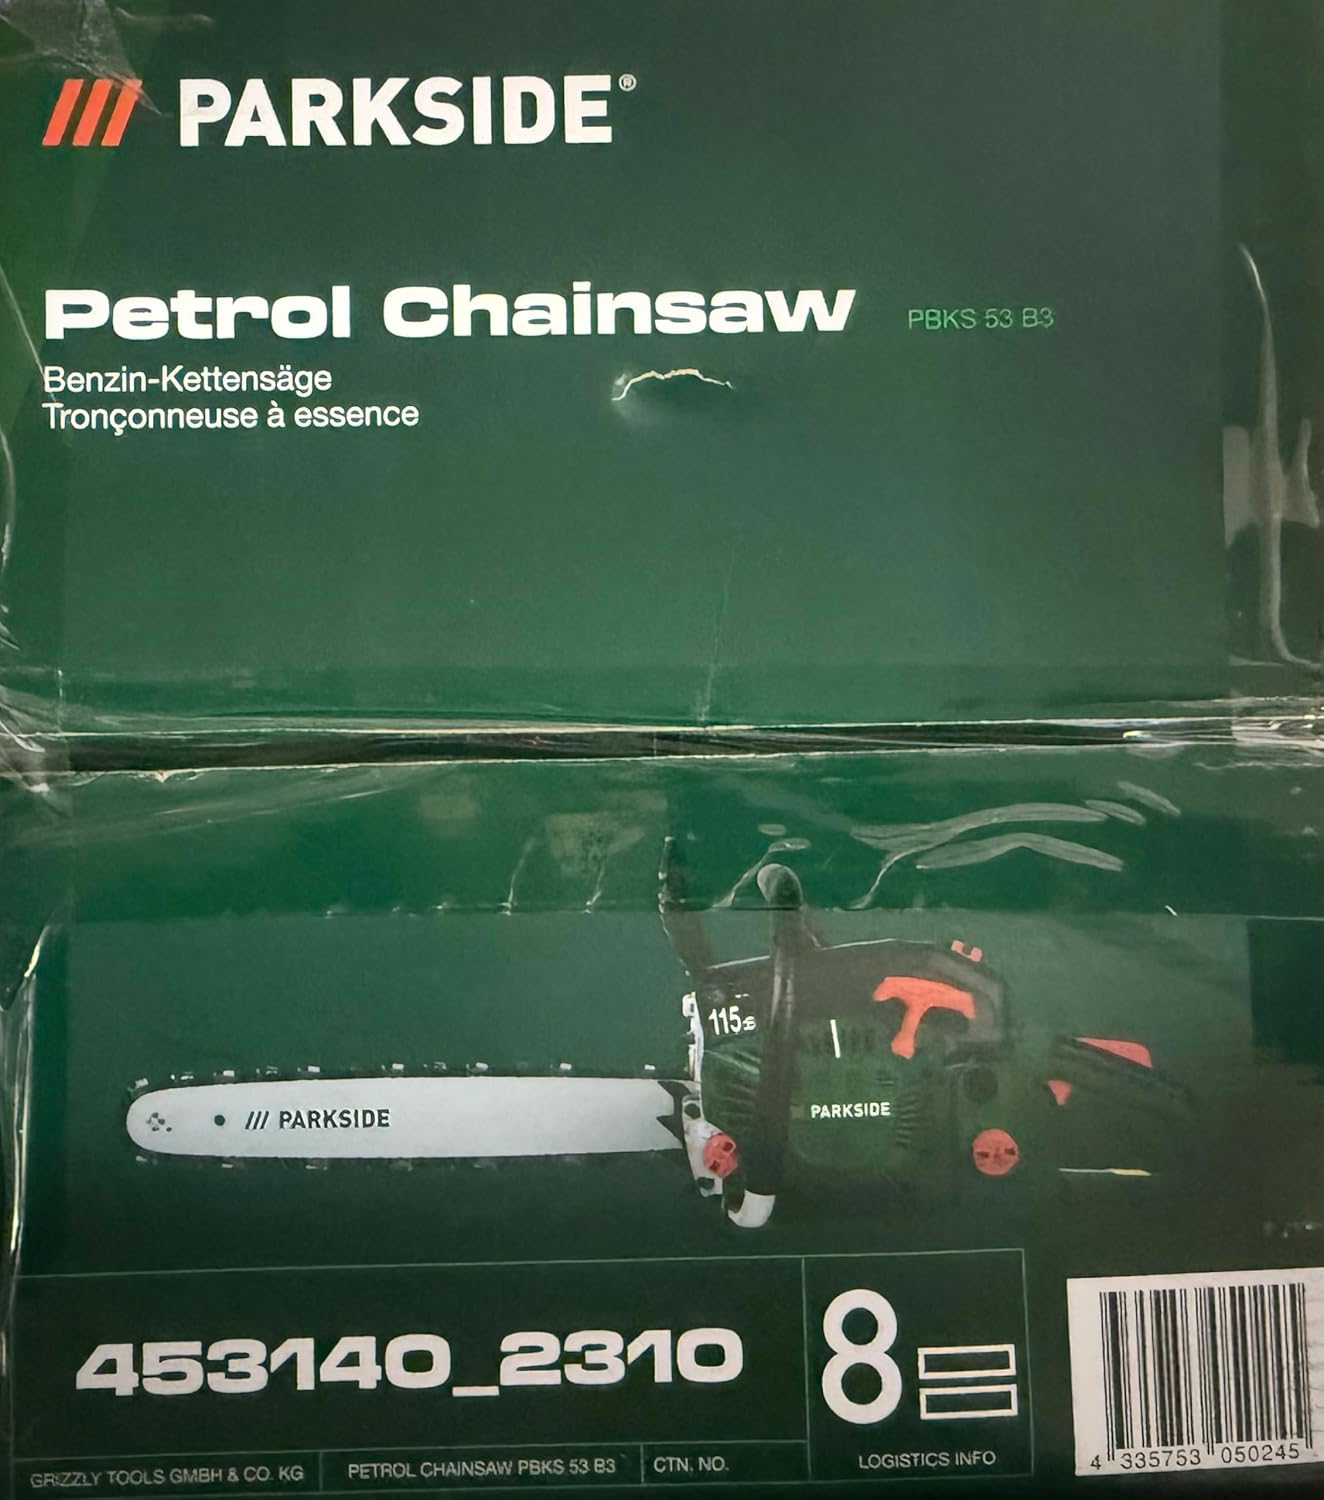 PARKSIDE®
Petrol Chainsaw PBKS 53 B3
Benzin-Kettensäge
Tronçonneuse à essence
115
PARKSIDE
PARKSIDE
453140_2310
8
LOGISTICS INFO
GRIZZLY TOOLS GMBH & CO. KG
PETROL CHAINSAW PBKS 53 B3
CTN. NO.
4 335753 050245